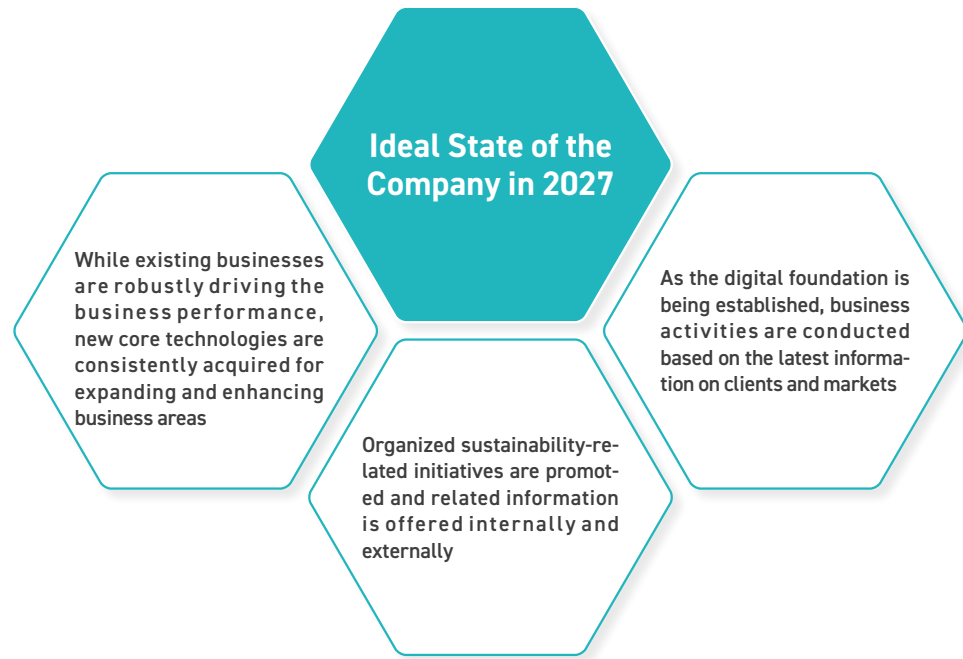 Ideal State of the
Company in 2027
While existing businesses
are robustly driving the
business performance,
new core technologies are
consistently acquired for
expanding and enhancing
business areas
Organized sustainability-re-
lated initiatives are promot-
ed and related information
is offered internally and
externally
As the digital foundation is
being established, business
activities are conducted
based on the latest informa-
tion on clients and markets